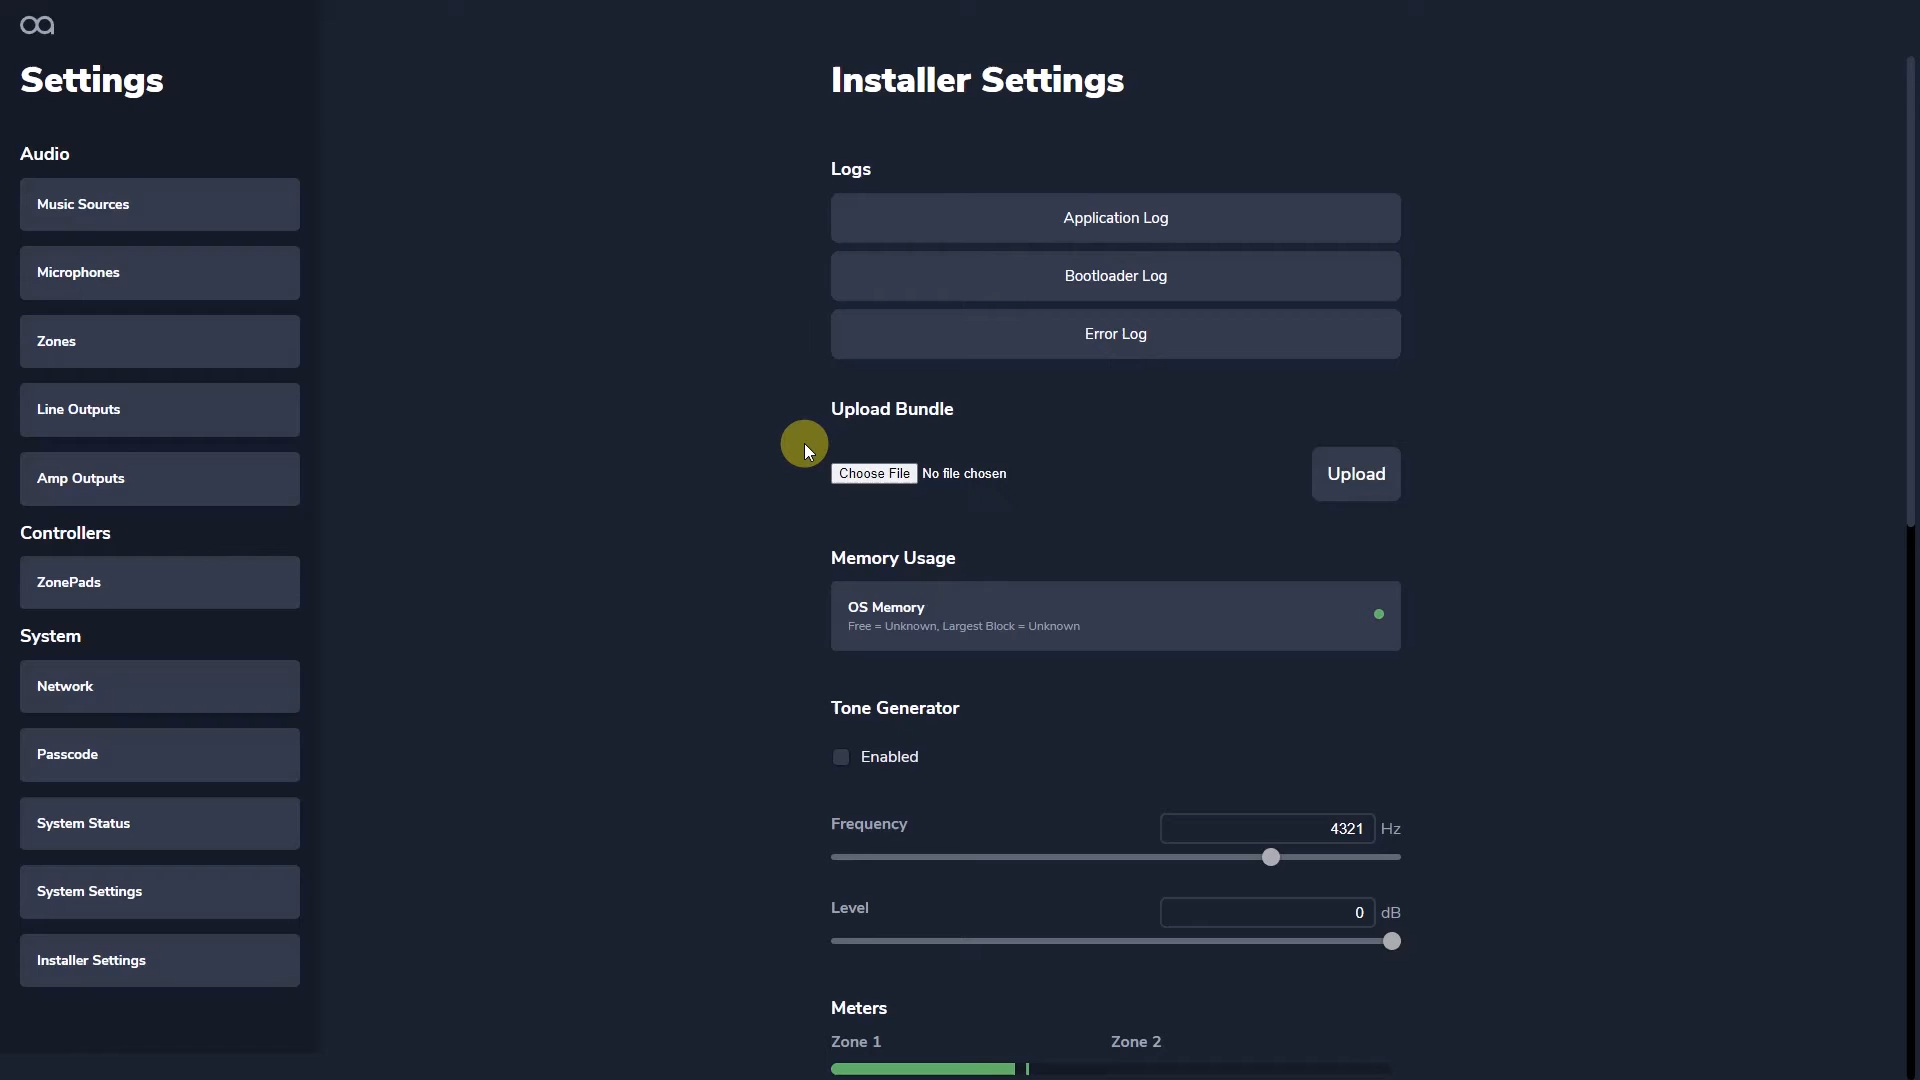 Settings
Audio
Music Sources
Microphones
Zones
Line Outputs
Amp Outputs
Controllers
ZonePads
System
Network
Passcode
System Status
System Settings
Installer Settings
Installer Settings
Logs
Application Log
Bootloader Log
Error Log
Upload Bundle
Choose File No file chosen
Upload
Memory Usage
OS Memory
Free = Unknown, Largest Block = Unknown
Tone Generator
Enabled
Frequency 4321 Hz
Level 0 dB
Meters
Zone 1 Zone 2